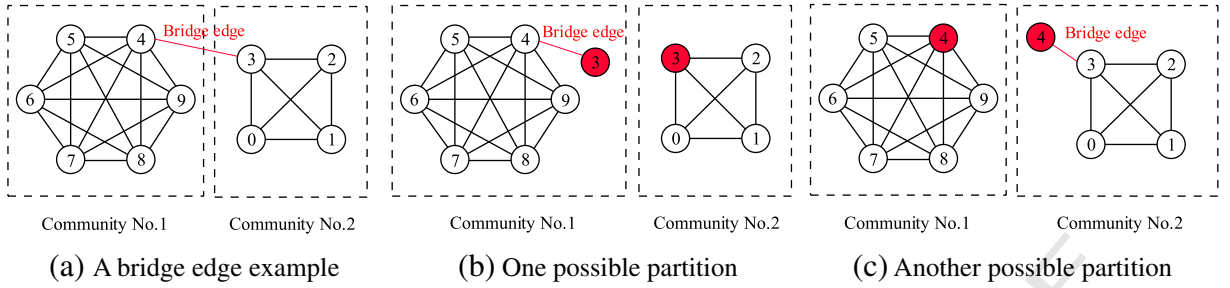 Bridge edge
5 4 3 2 6 9 7 8 0 1
Community No.1 Community No.2
(a) A bridge edge example
Bridge edge
5 4 3 3 2 6 9 7 8 0 1
Community No.1 Community No.2
(b) One possible partition
4 Bridge edge
5 4 3 2 6 9 7 8 0 1
Community No.1 Community No.2
(c) Another possible partition
E